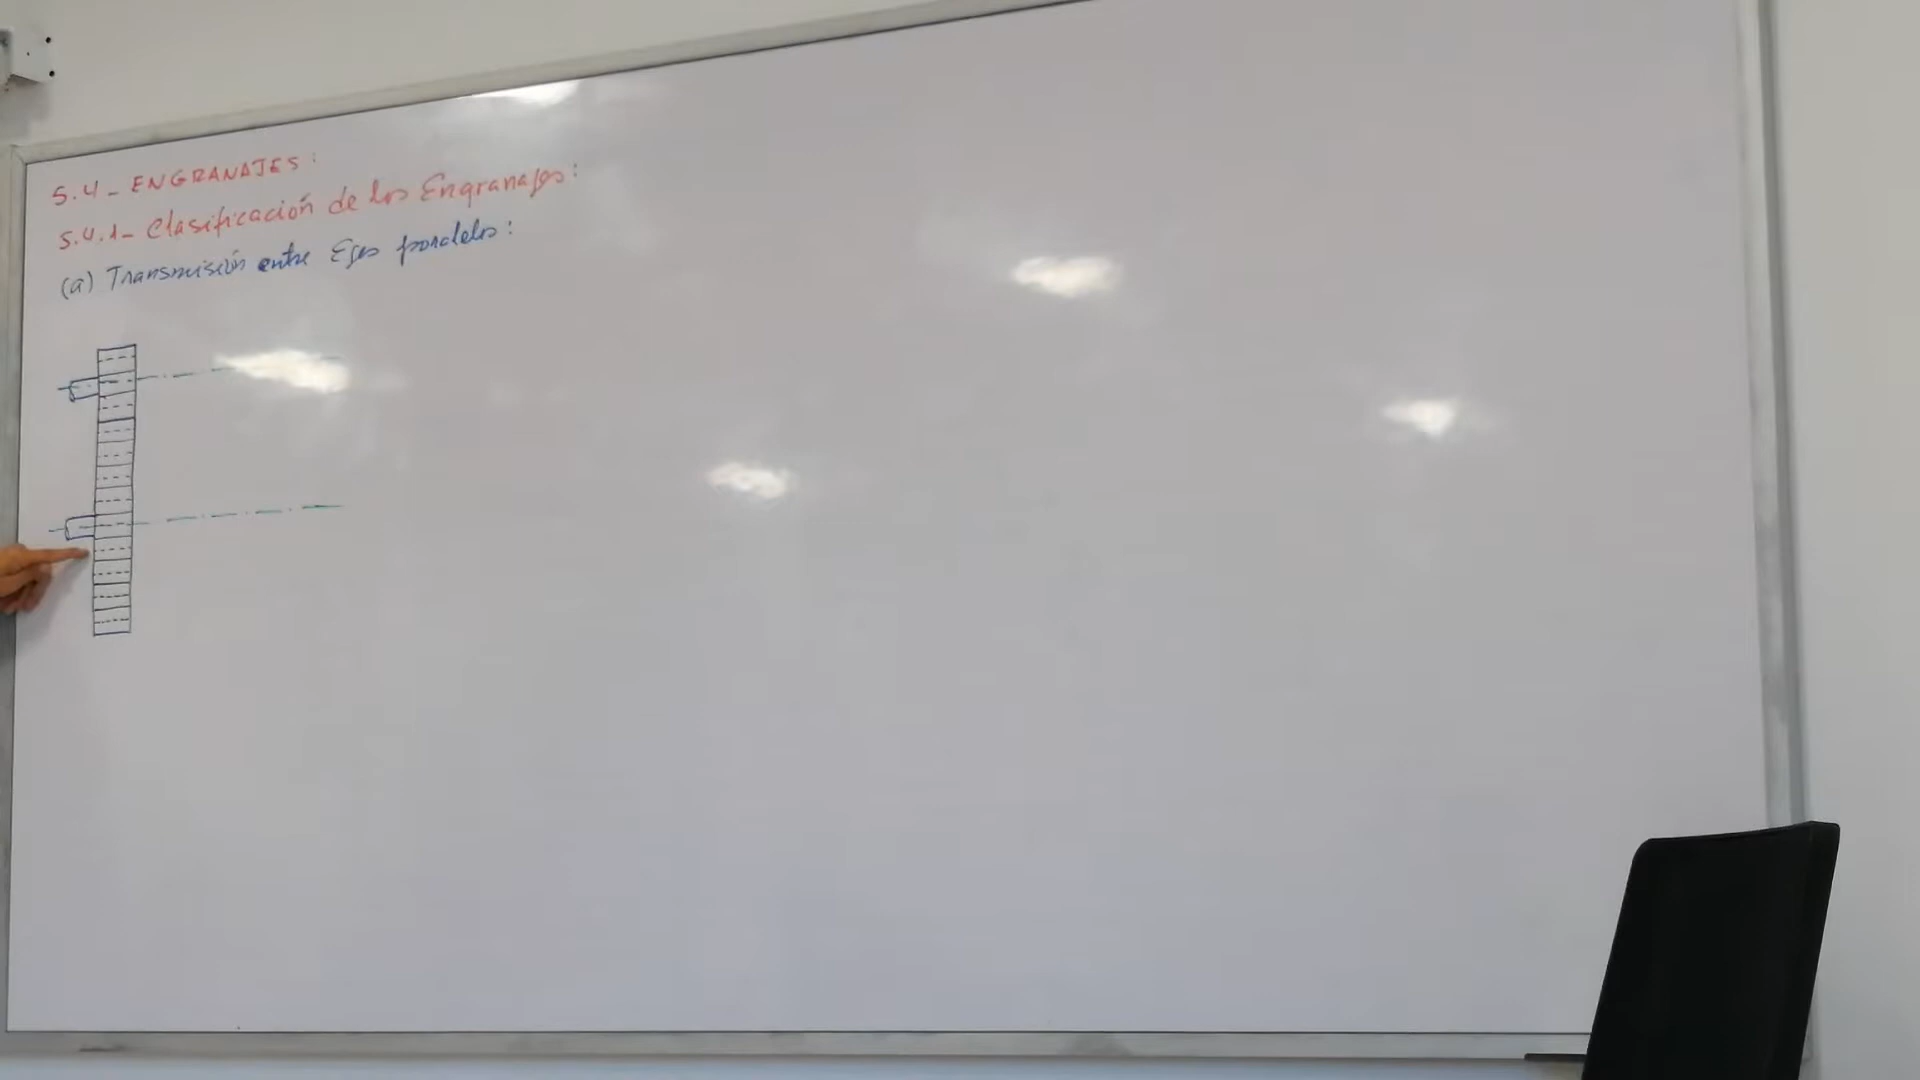 5.4- ENGRANAJES:
5.4.1- Clasificación de los Engranajes:
(a) Transmisión entre Ejes paralelos: